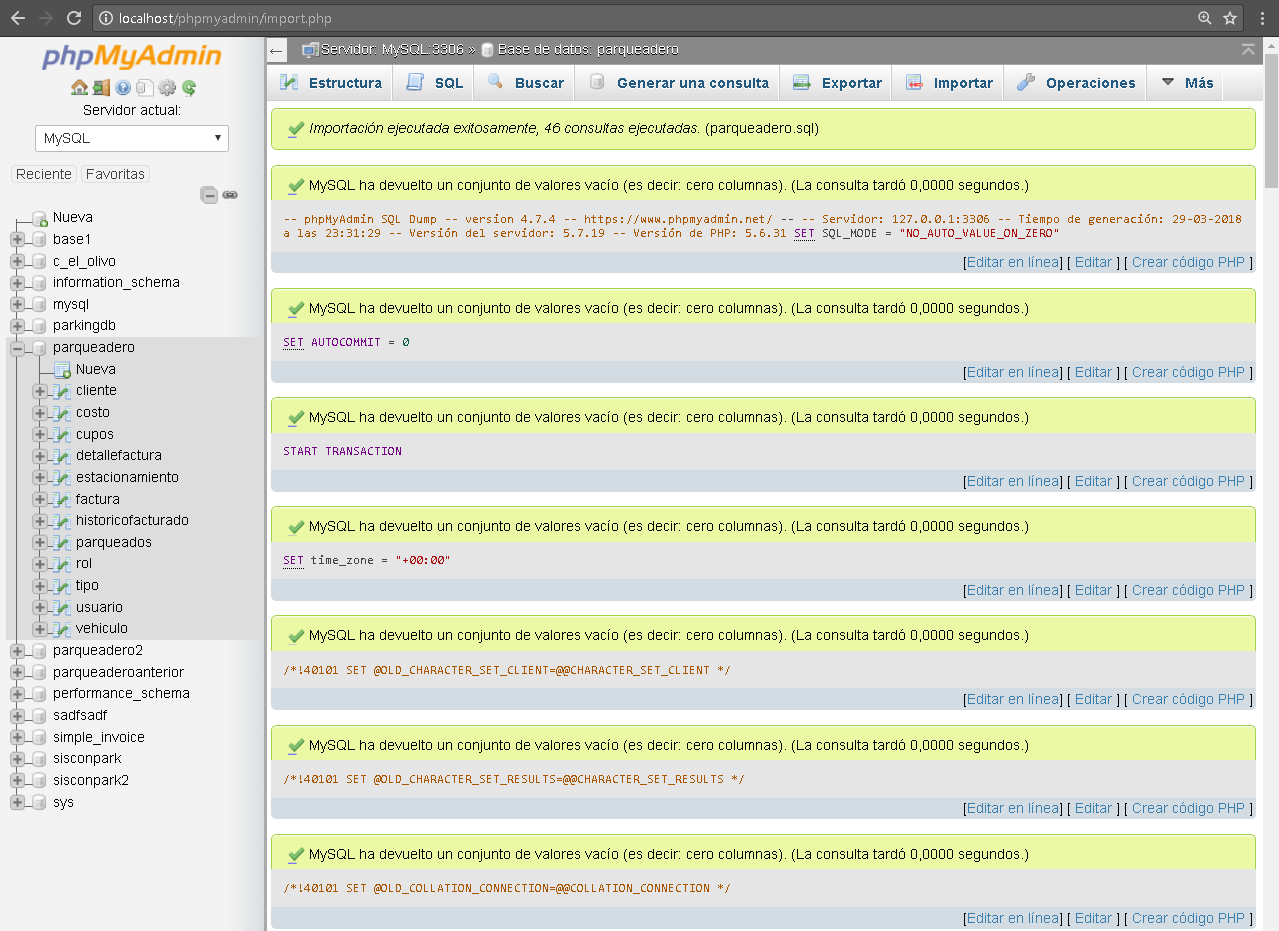 localhost/phpmyadmin/import.php
phpMyAdmin
Servidor actual:
MySQL
Reciente Favoritas
Nueva
base1
c_el_olivo
information_schema
mysql
parkingdb
parqueadero
Nueva
cliente
costo
cupos
detallefactura
estacionamiento
factura
historicofacturado
parqueados
rol
tipo
usuario
vehiculo
parqueadero2
parqueaderoanterior
performance_schema
sadfsadf
simple_invoice
sisconpark
sisconpark2
sys
Servidor: MySQL:3306 » Base de datos: parqueadero
Estructura SQL Buscar Generar una consulta Exportar Importar Operaciones Más
Importación ejecutada exitosamente, 46 consultas ejecutadas. (parqueadero.sql)
MySQL ha devuelto un conjunto de valores vacío (es decir: cero columnas). (La consulta tardó 0,0000 segundos.)
-- phpMyAdmin SQL Dump -- version 4.7.4 -- https://www.phpmyadmin.net/ -- -- Servidor: 127.0.0.1:3306 -- Tiempo de generación: 29-03-2018
a las 23:31:29 -- Versión del servidor: 5.7.19 -- Versión de PHP: 5.6.31 SET SQL_MODE = "NO_AUTO_VALUE_ON_ZERO"
[Editar en línea] [ Editar ] [ Crear código PHP ]
MySQL ha devuelto un conjunto de valores vacío (es decir: cero columnas). (La consulta tardó 0,0000 segundos.)
SET AUTOCOMMIT = 0
[Editar en línea] [ Editar ] [ Crear código PHP ]
MySQL ha devuelto un conjunto de valores vacío (es decir: cero columnas). (La consulta tardó 0,0000 segundos.)
START TRANSACTION
[Editar en línea] [ Editar ] [ Crear código PHP ]
MySQL ha devuelto un conjunto de valores vacío (es decir: cero columnas). (La consulta tardó 0,0000 segundos.)
SET time_zone = "+00:00"
[Editar en línea] [ Editar ] [ Crear código PHP ]
MySQL ha devuelto un conjunto de valores vacío (es decir: cero columnas). (La consulta tardó 0,0000 segundos.)
/*!40101 SET @OLD_CHARACTER_SET_CLIENT=@@CHARACTER_SET_CLIENT */
[Editar en línea] [ Editar ] [ Crear código PHP ]
MySQL ha devuelto un conjunto de valores vacío (es decir: cero columnas). (La consulta tardó 0,0000 segundos.)
/*!40101 SET @OLD_CHARACTER_SET_RESULTS=@@CHARACTER_SET_RESULTS */
[Editar en línea] [ Editar ] [ Crear código PHP ]
MySQL ha devuelto un conjunto de valores vacío (es decir: cero columnas). (La consulta tardó 0,0000 segundos.)
/*!40101 SET @OLD_COLLATION_CONNECTION=@@COLLATION_CONNECTION */
[Editar en línea] [ Editar ] [ Crear código PHP ]